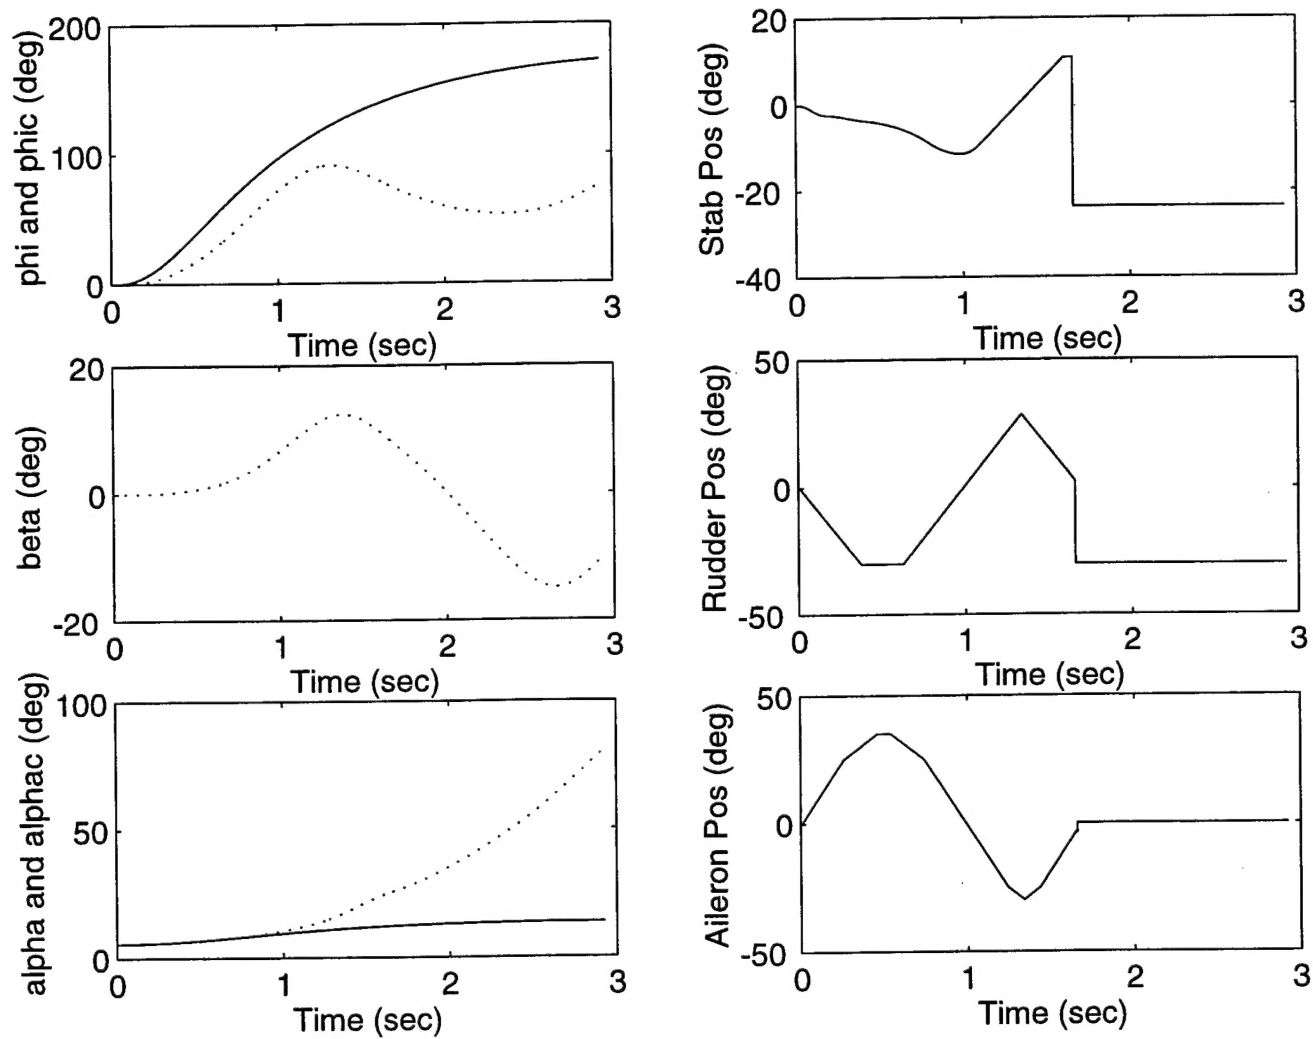 200
100
0
phi and phic (deg)
0 1 2 3
Time (sec)
20
0
-20
beta (deg)
0 1 2 3
Time (sec)
100
50
0
alpha and alphac (deg)
0 1 2 3
Time (sec)
20
0
-20
-40
Stab Pos (deg)
0 1 2 3
Time (sec)
50
0
-50
Rudder Pos (deg)
0 1 2 3
Time (sec)
50
0
-50
Aileron Pos (deg)
0 1 2 3
Time (sec)